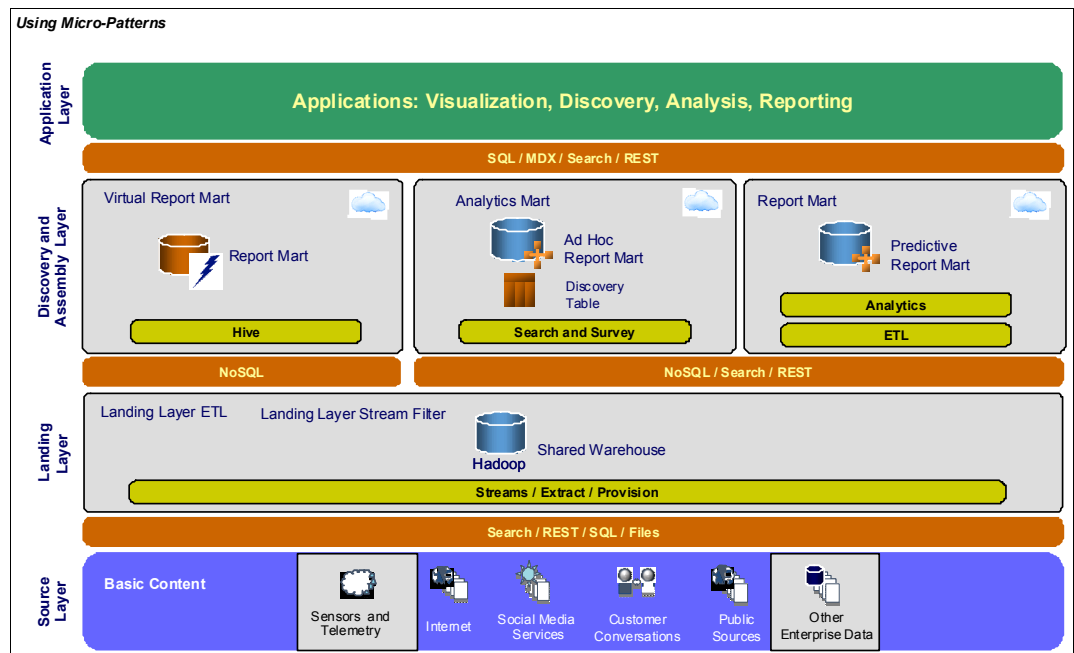 Using Micro-Patterns
Application
Layer
Applications: Visualization, Discovery, Analysis, Reporting
SQL / MDX / Search / REST
Discovery and
Assembly Layer
Virtual Report Mart
Report Mart
Hive
Analytics Mart
Ad Hoc
Report Mart
Discovery
Table
Search and Survey
Report Mart
Predictive
Report Mart
Analytics
ETL
NoSQL
NoSQL / Search / REST
Landing
Layer
Landing Layer ETL
Landing Layer Stream Filter
Hadoop
Shared Warehouse
Streams / Extract / Provision
Search / REST / SQL / Files
Source
Layer
Basic Content
Sensors and
Telemetry
Internet
Social Media
Services
Customer
Conversations
Public
Sources
Other
Enterprise Data